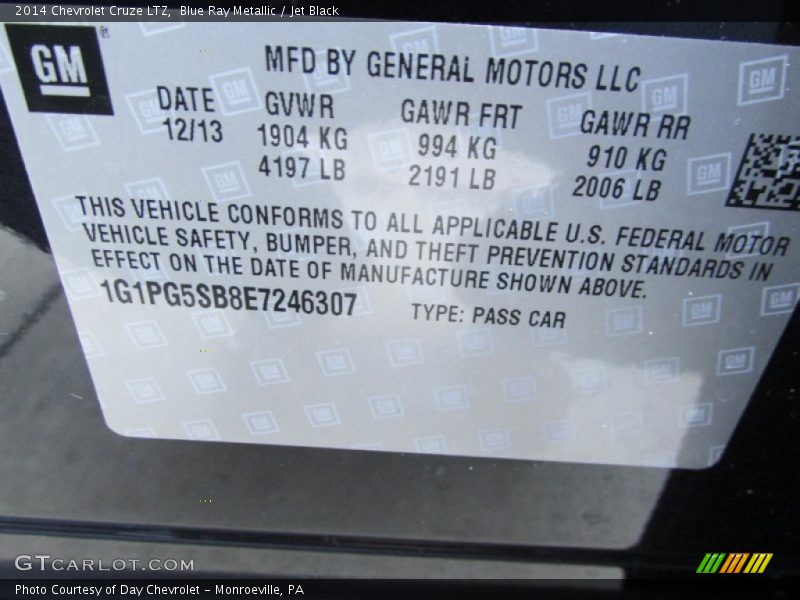 2014 Chevrolet Cruze LTZ, Blue Ray Metallic / Jet Black
GM
MFD BY GENERAL MOTORS LLC
DATE GVWR GAWR FRT GAWR RR
12/13 1904 KG 994 KG 910 KG
4197 LB 2191 LB 2006 LB
THIS VEHICLE CONFORMS TO ALL APPLICABLE U.S. FEDERAL MOTOR
VEHICLE SAFETY, BUMPER, AND THEFT PREVENTION STANDARDS IN
EFFECT ON THE DATE OF MANUFACTURE SHOWN ABOVE.
1G1PG5SB8E7246307 TYPE: PASS CAR
GTCARLOT.COM
Photo Courtesy of Day Chevrolet – Monroeville, PA